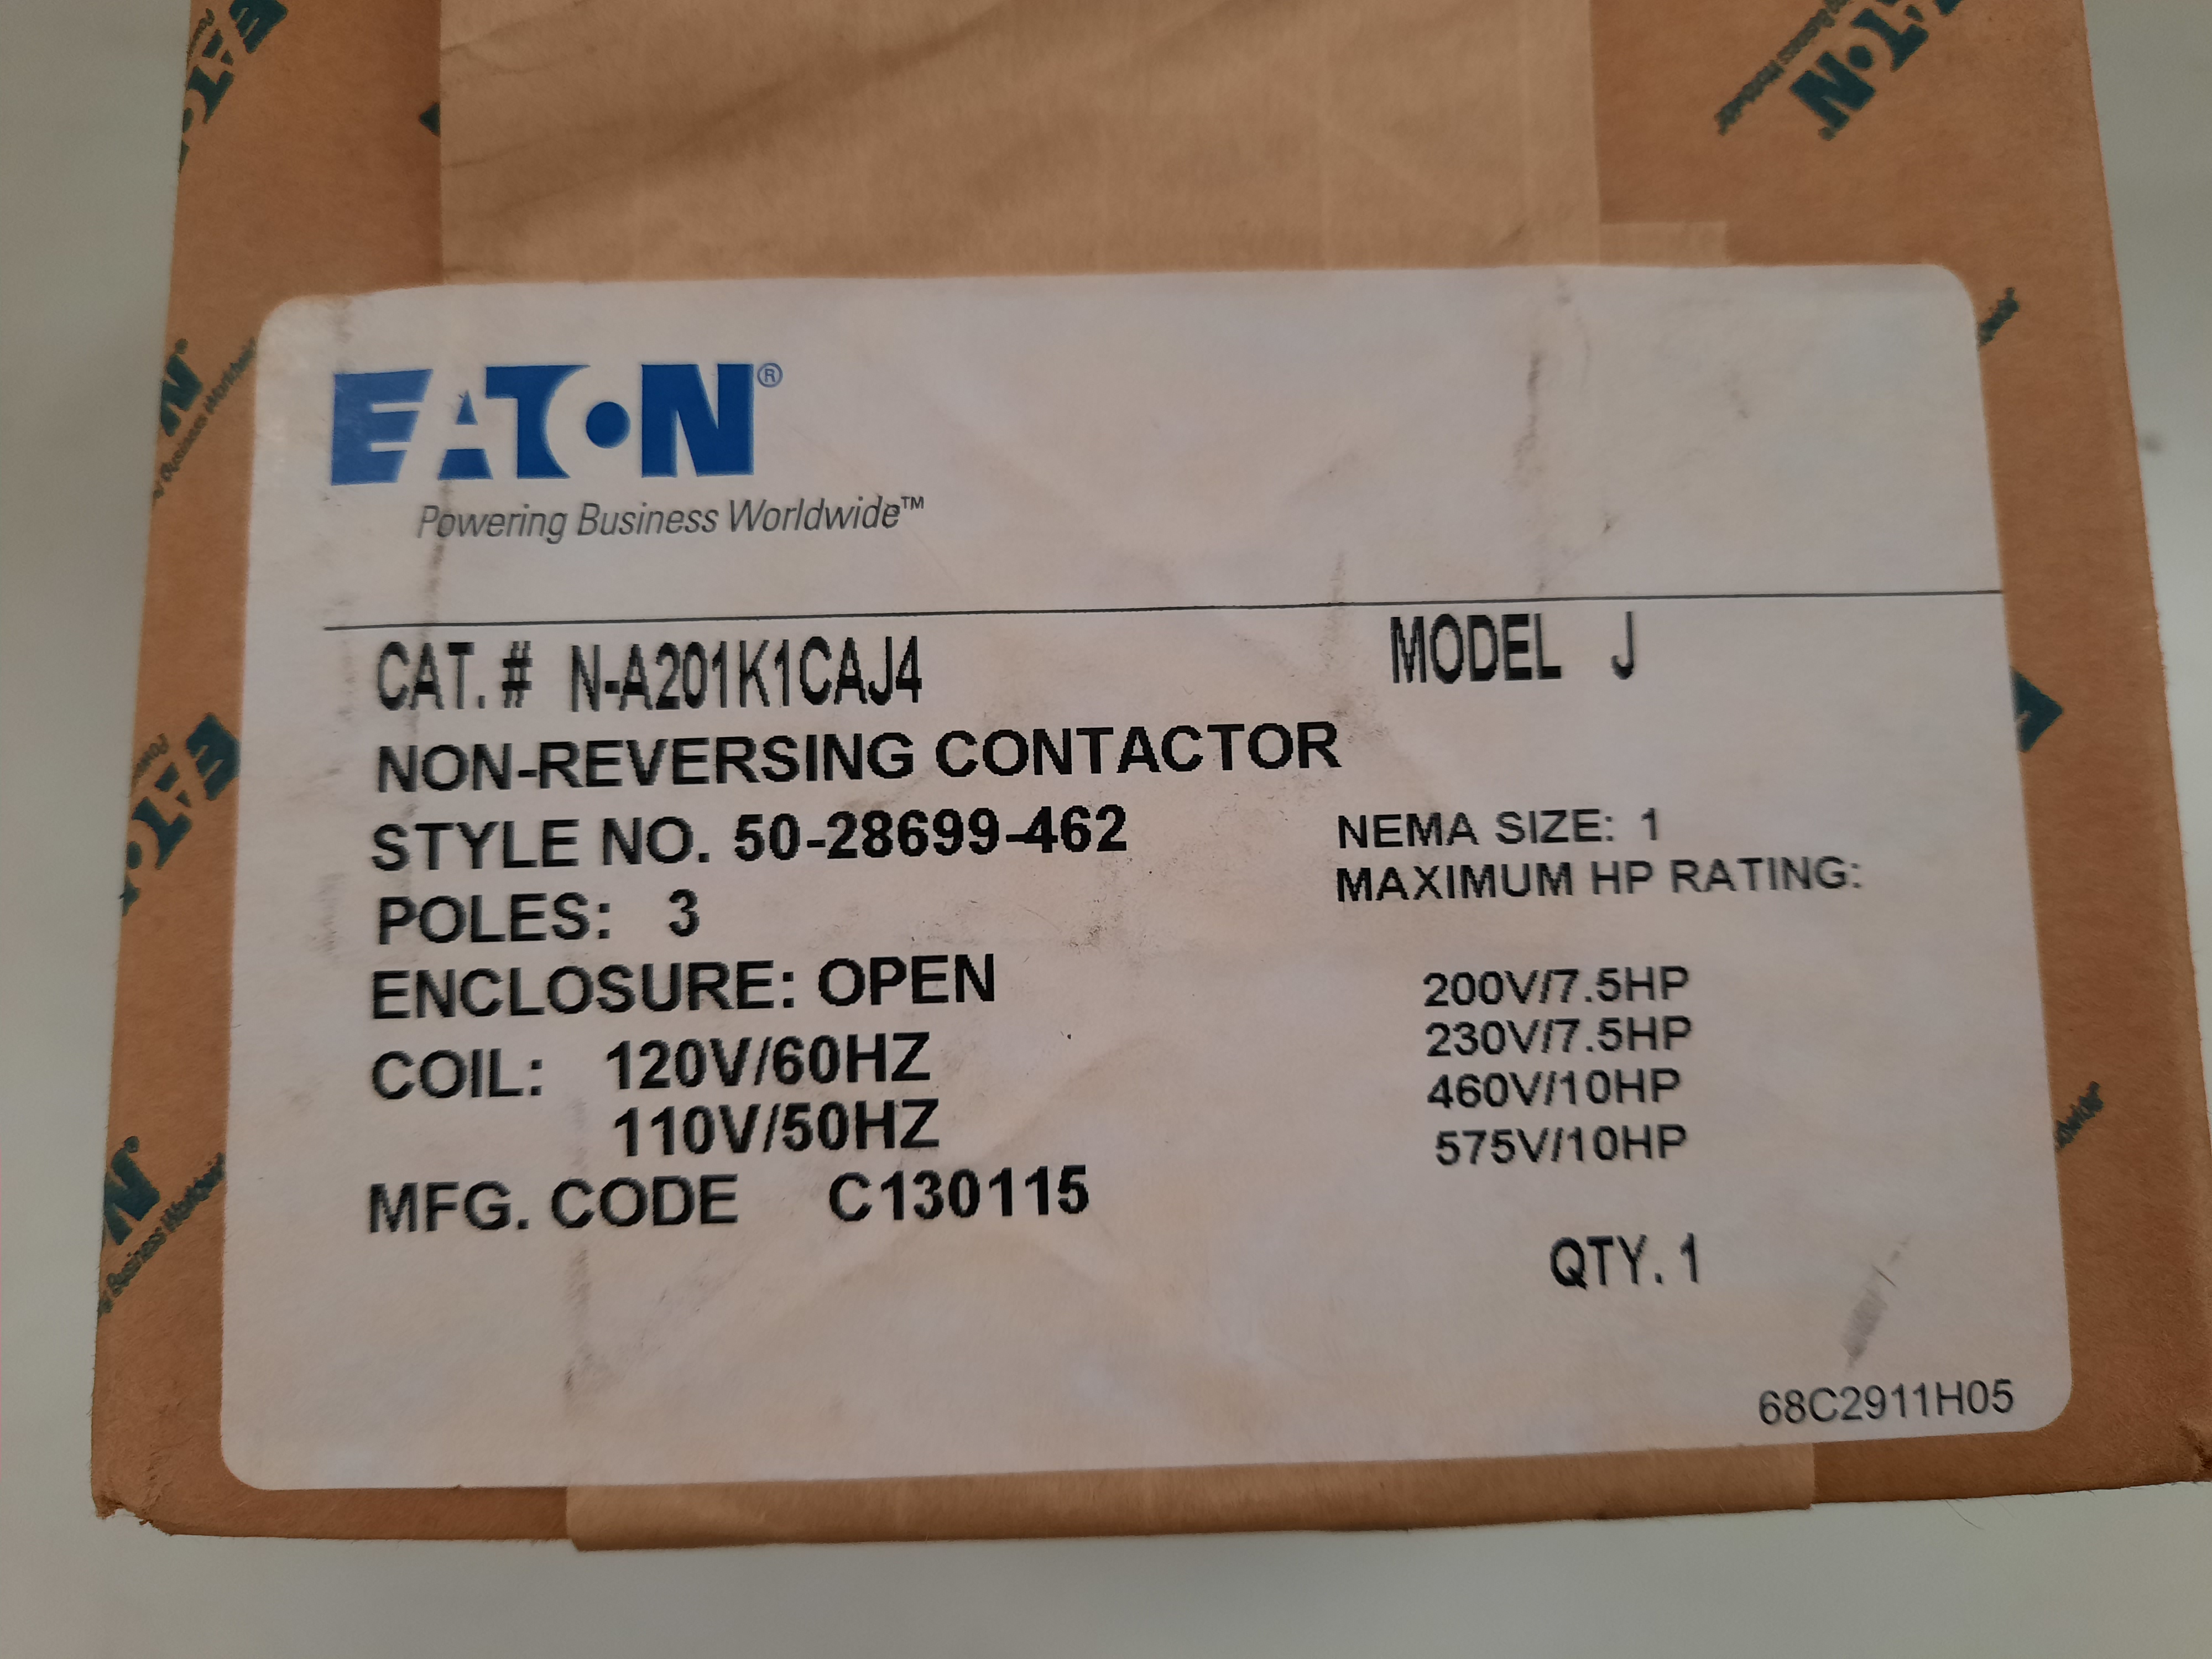 EATON®
Powering Business Worldwide™
CAT. # N-A201K1CAJ4 MODEL J
NON-REVERSING CONTACTOR
STYLE NO. 50-28699-462 NEMA SIZE: 1
MAXIMUM HP RATING:
POLES: 3
ENCLOSURE: OPEN 200V/7.5HP
230V/7.5HP
COIL: 120V/60HZ 460V/10HP
110V/50HZ 575V/10HP
MFG. CODE C130115
QTY. 1
68C2911H05